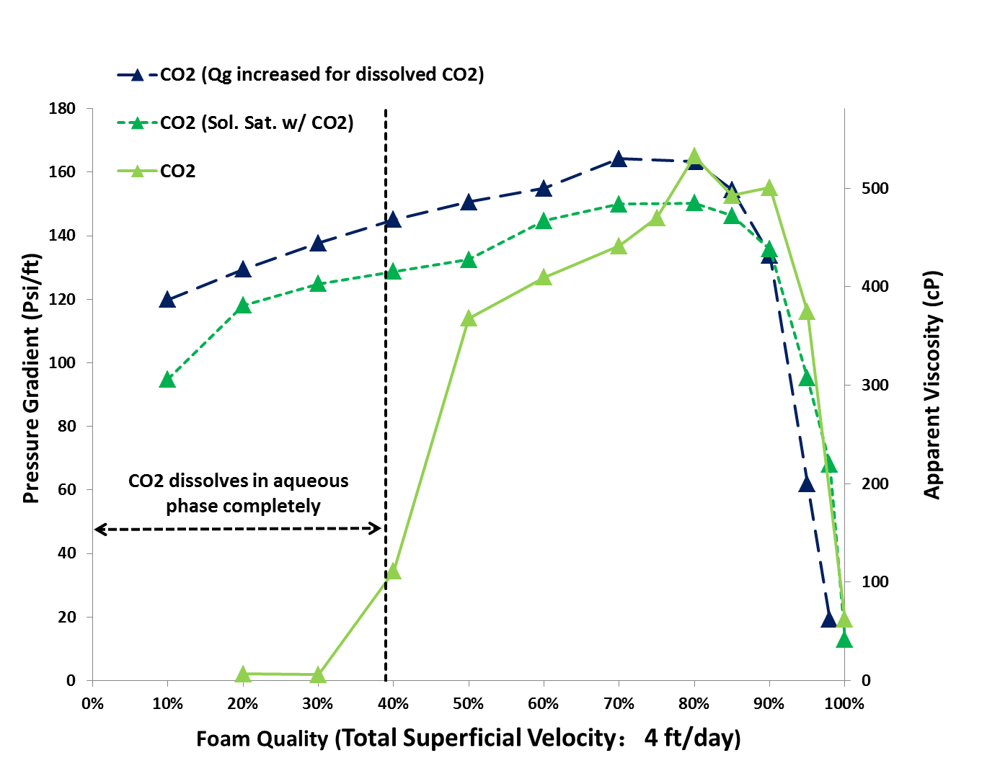 CO2 (Qg increased for dissolved CO2)
CO2 (Sol. Sat. w/ CO2)
CO2
180
160
140
120
100
80
60
40
20
0
Pressure Gradient (Psi/ft)
500
400
300
200
100
0
Apparent Viscosity (cP)
CO2 dissolves in aqueous
phase completely
0% 10% 20% 30% 40% 50% 60% 70% 80% 90% 100%
Foam Quality (Total Superficial Velocity： 4 ft/day)